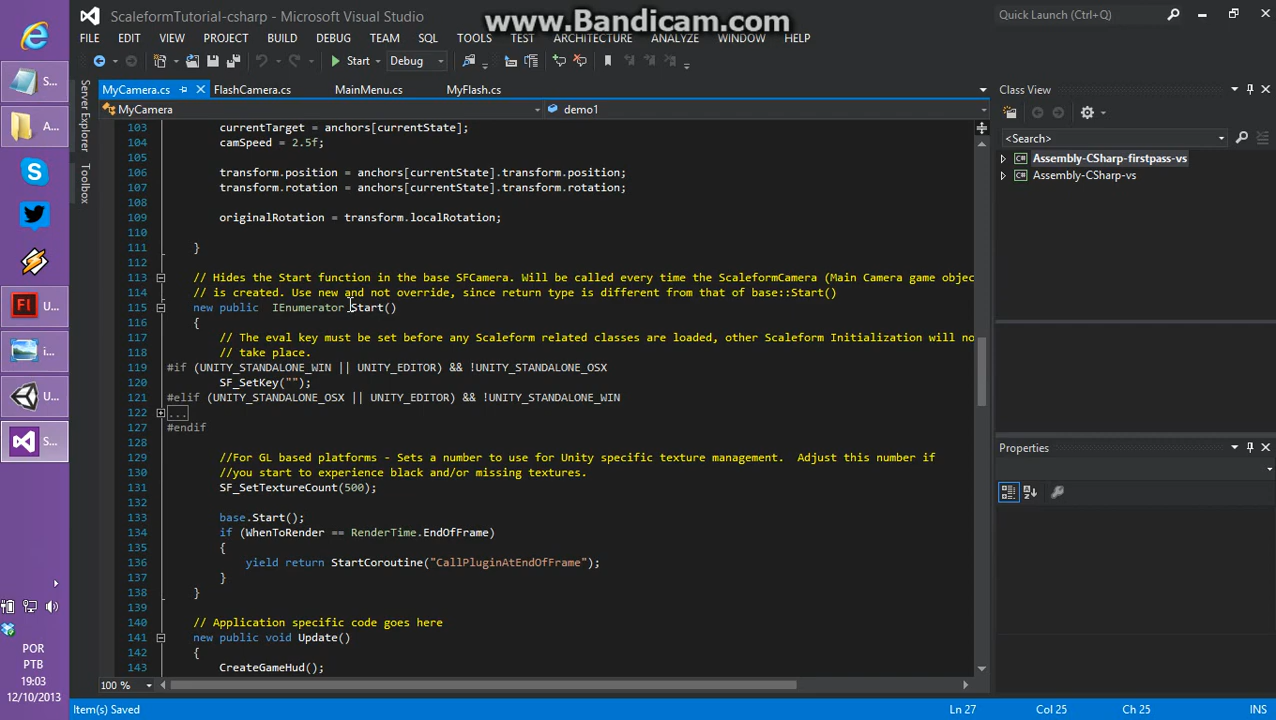 ScaleformTutorial-csharp - Microsoft Visual Studio
www.Bandicam.com
Quick Launch (Ctrl+Q)
FILE EDIT VIEW PROJECT BUILD DEBUG TEAM SQL TOOLS TEST ARCHITECTURE ANALYZE WINDOW HELP
Start Debug
MyCamera.cs FlashCamera.cs MainMenu.cs MyFlash.cs
MyCamera demo1
Server Explorer
Toolbox
103 currentTarget = anchors[currentState];
104 camSpeed = 2.5f;
105
106 transform.position = anchors[currentState].transform.position;
107 transform.rotation = anchors[currentState].transform.rotation;
108
109 originalRotation = transform.localRotation;
110
111 }
112
113 // Hides the Start function in the base SFCamera. Will be called every time the ScaleformCamera (Main Camera game objec
114 // is created. Use new and not override, since return type is different from that of base::Start()
115 new public IEnumerator Start()
116 {
117 // The eval key must be set before any Scaleform related classes are loaded, other Scaleform Initialization will no
118 // take place.
119 #if (UNITY_STANDALONE_WIN || UNITY_EDITOR) && !UNITY_STANDALONE_OSX
120 SF_SetKey("");
121 #elif (UNITY_STANDALONE_OSX || UNITY_EDITOR) && !UNITY_STANDALONE_WIN
122 ...
127 #endif
128
129 //For GL based platforms - Sets a number to use for Unity specific texture management. Adjust this number if
130 //you start to experience black and/or missing textures.
131 SF_SetTextureCount(500);
132
133 base.Start();
134 if (WhenToRender == RenderTime.EndOfFrame)
135 {
136 yield return StartCoroutine("CallPluginAtEndOfFrame");
137 }
138 }
139
140 // Application specific code goes here
141 new public void Update()
142 {
143 CreateGameHud();
100 %
Class View
<Search>
Assembly-CSharp-firstpass-vs
Assembly-CSharp-vs
Properties
S...
A...
Fl U...
i...
U...
S...
POR
PTB
19:03
12/10/2013
Item(s) Saved Ln 27 Col 25 Ch 25 INS